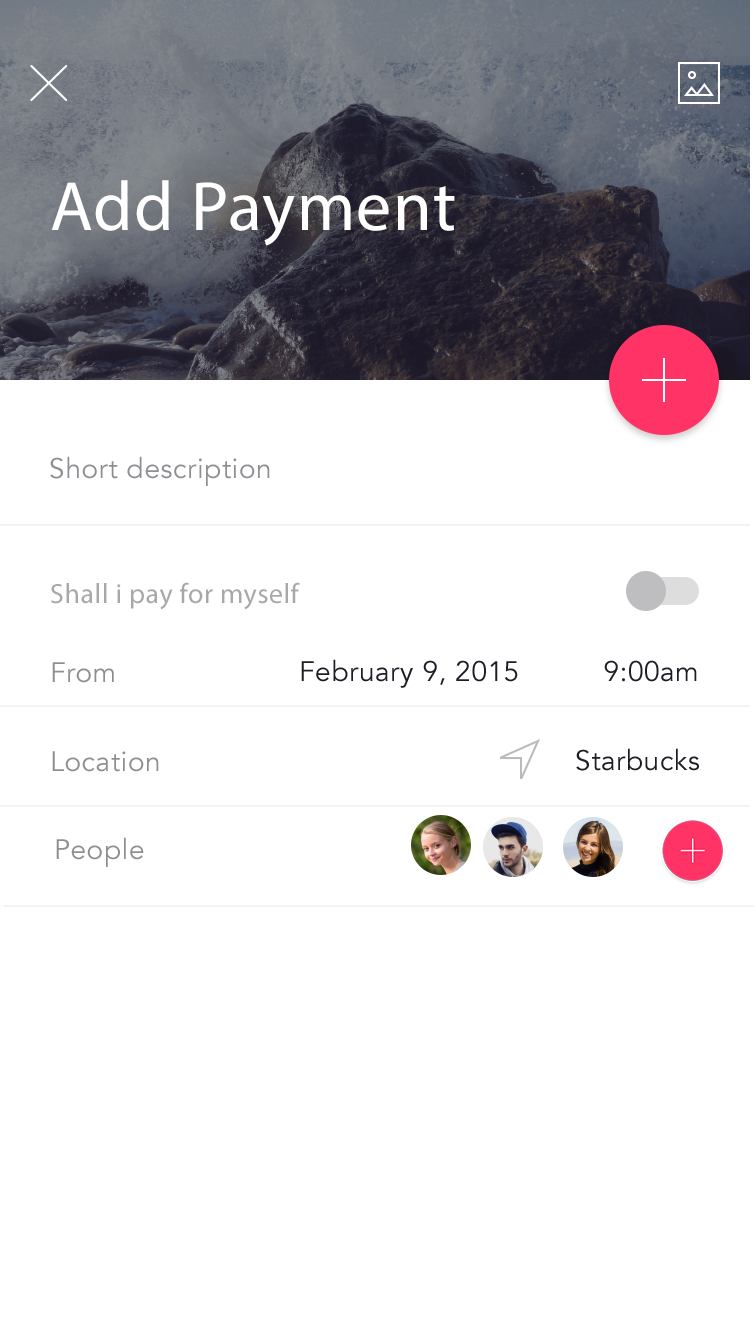 Add Payment
Short description
Shall i pay for myself
From February 9, 2015 9:00am
Location Starbucks
People